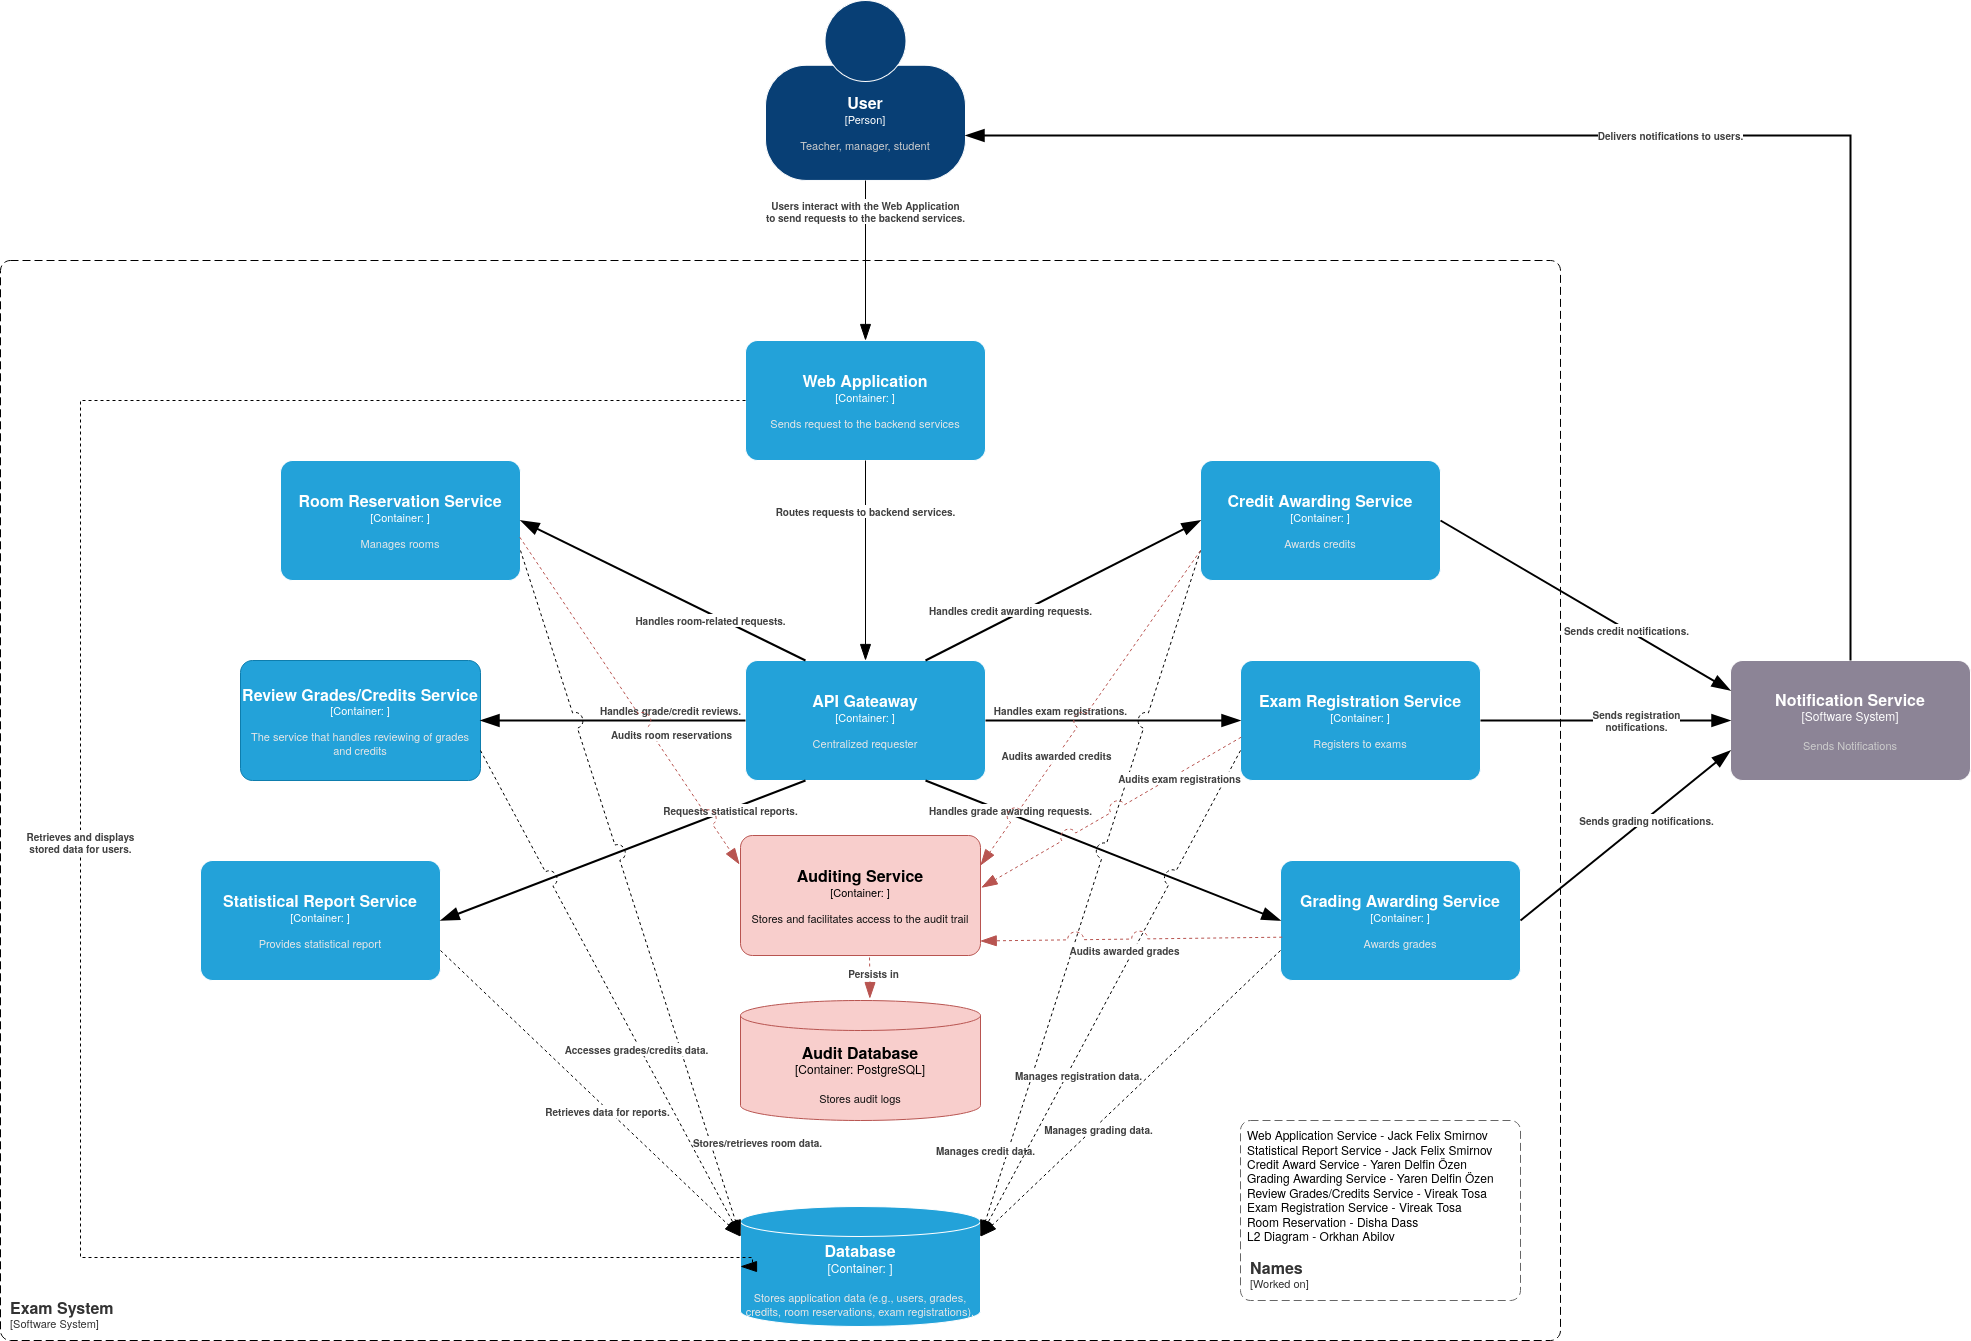 User
[Person]
Teacher, manager, student
Delivers notifications to users.
Users interact with the Web Application
to send requests to the backend services.
Web Application
[Container: ]
Sends request to the backend services
Room Reservation Service
[Container: ]
Manages rooms
Routes requests to backend services.
Credit Awarding Service
[Container: ]
Awards credits
Handles room-related requests.
Handles credit awarding requests.
Sends credit notifications.
Review Grades/Credits Service
[Container: ]
The service that handles reviewing of grades
and credits
Handles grade/credit reviews.
Audits room reservations
API Gateaway
[Container: ]
Centralized requester
Handles exam registrations.
Audits awarded credits
Audits exam registrations
Exam Registration Service
[Container: ]
Registers to exams
Sends registration
notifications.
Notification Service
[Software System]
Sends Notifications
Requests statistical reports.
Handles grade awarding requests.
Sends grading notifications.
Retrieves and displays
stored data for users.
Statistical Report Service
[Container: ]
Provides statistical report
Auditing Service
[Container: ]
Stores and facilitates access to the audit trail
Grading Awarding Service
[Container: ]
Awards grades
Audits awarded grades
Persists in
Audit Database
[Container: PostgreSQL]
Stores audit logs
Accesses grades/credits data.
Manages registration data.
Retrieves data for reports.
Manages grading data.
Stores/retrieves room data.
Manages credit data.
Database
[Container: ]
Stores application data (e.g., users, grades,
credits, room reservations, exam registrations).
Web Application Service - Jack Felix Smirnov
Statistical Report Service - Jack Felix Smirnov
Credit Award Service - Yaren Delfin Özen
Grading Awarding Service - Yaren Delfin Özen
Review Grades/Credits Service - Vireak Tosa
Exam Registration Service - Vireak Tosa
Room Reservation - Disha Dass
L2 Diagram - Orkhan Abilov
Names
[Worked on]
Exam System
[Software System]